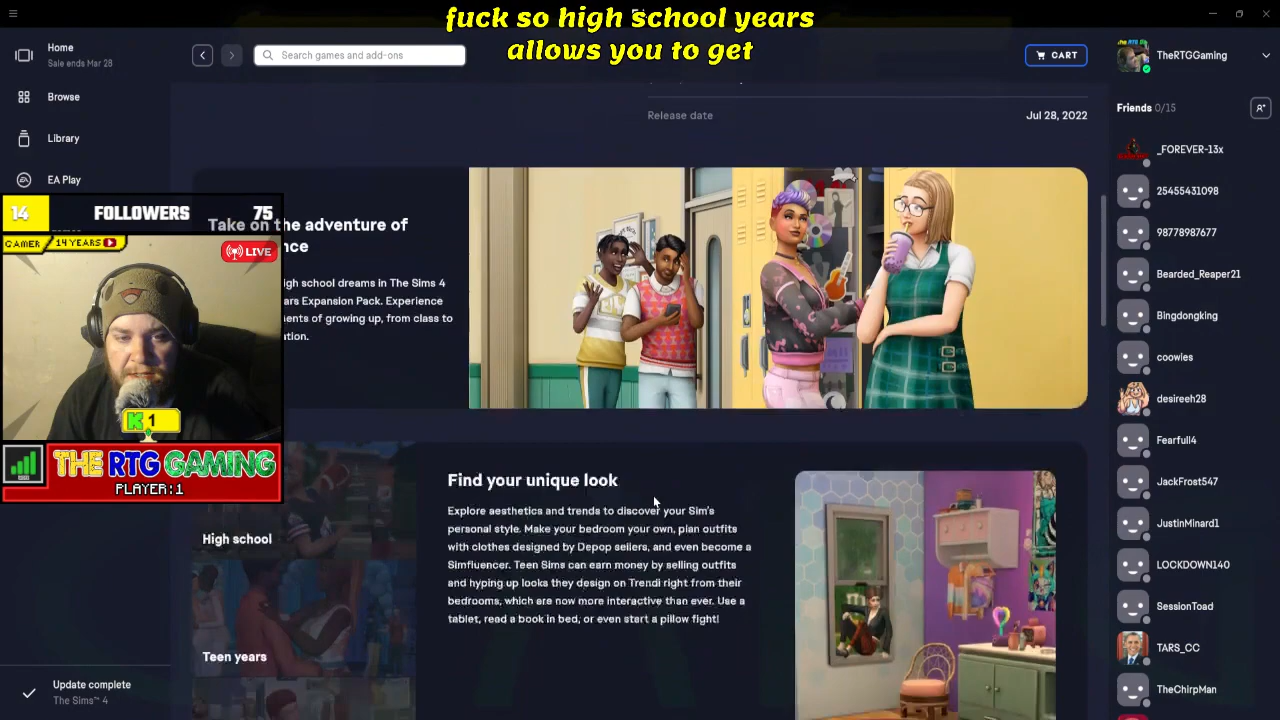 fuck so high school years
allows you to get
Home
Sale ends Mar 28
Search games and add-ons
CART
TheRTGGaming
Browse
Library
EA Play
Release date
Jul 28, 2022
Friends 0/15
_FOREVER-13x
25455431098
98778987677
Bearded_Reaper21
Bingdongking
coowies
desireeh28
Fearful4
JackFrost547
JustinMinard1
LOCKDOWN140
SessionToad
TARS_CC
TheChirpMan
14 FOLLOWERS 75
GAMER 14 YEARS
LIVE
K 1
THE RTG GAMING
PLAYER:1
Take on the adventure of
nce
igh school dreams in The Sims 4
ars Expansion Pack. Experience
ments of growing up, from class to
ation.
High school
Teen years
Find your unique look
Explore aesthetics and trends to discover your Sim's
personal style. Make your bedroom your own, plan outfits
with clothes designed by Depop sellers, and even become a
Simfluencer. Teen Sims can earn money by selling outfits
and hyping up looks they design on Trendi right from their
bedrooms, which are now more interactive than ever. Use a
tablet, read a book in bed, or even start a pillow fight!
Update complete
The Sims™ 4